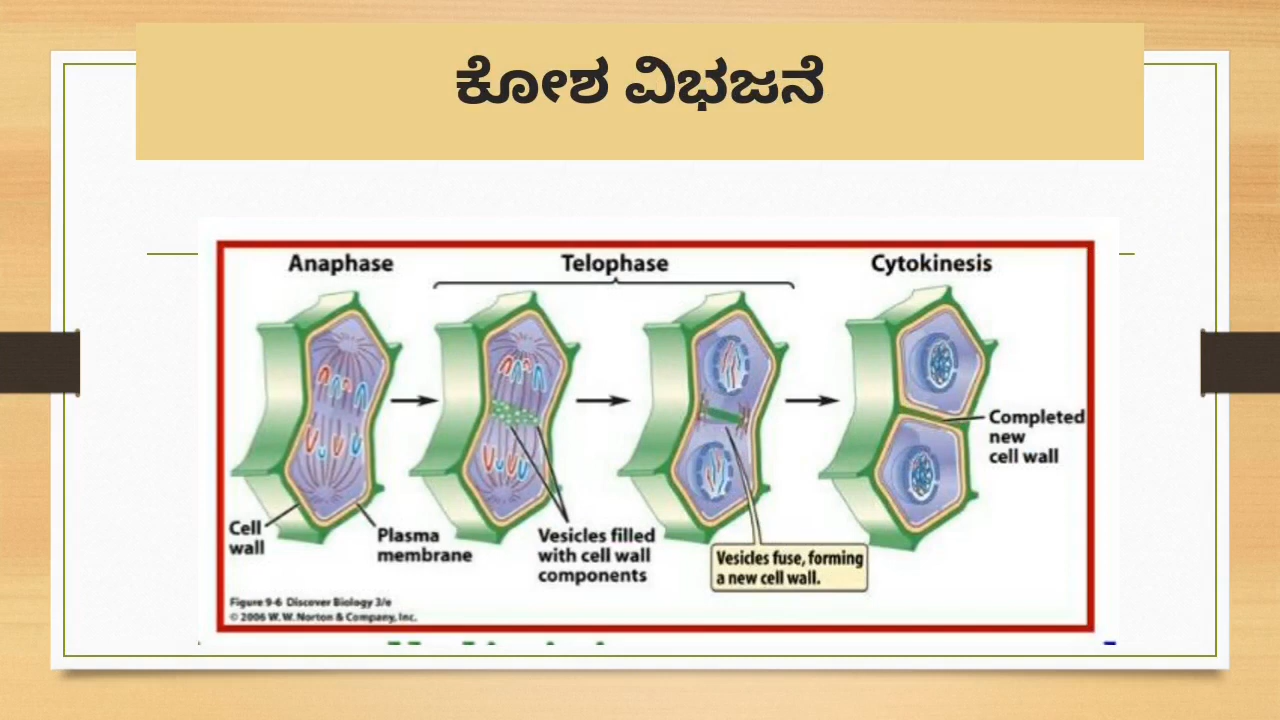 ಕೋಶ ವಿಭಜನೆ
Anaphase
Telophase
Cytokinesis
Completed
new
cell wall
Cell
wall
Plasma
membrane
Vesicles filled
with cell wall
components
Vesicles fuse, forming
a new cell wall.
Figure 9-6 Discover Biology 3/e
© 2006 W. W. Norton & Company, Inc.